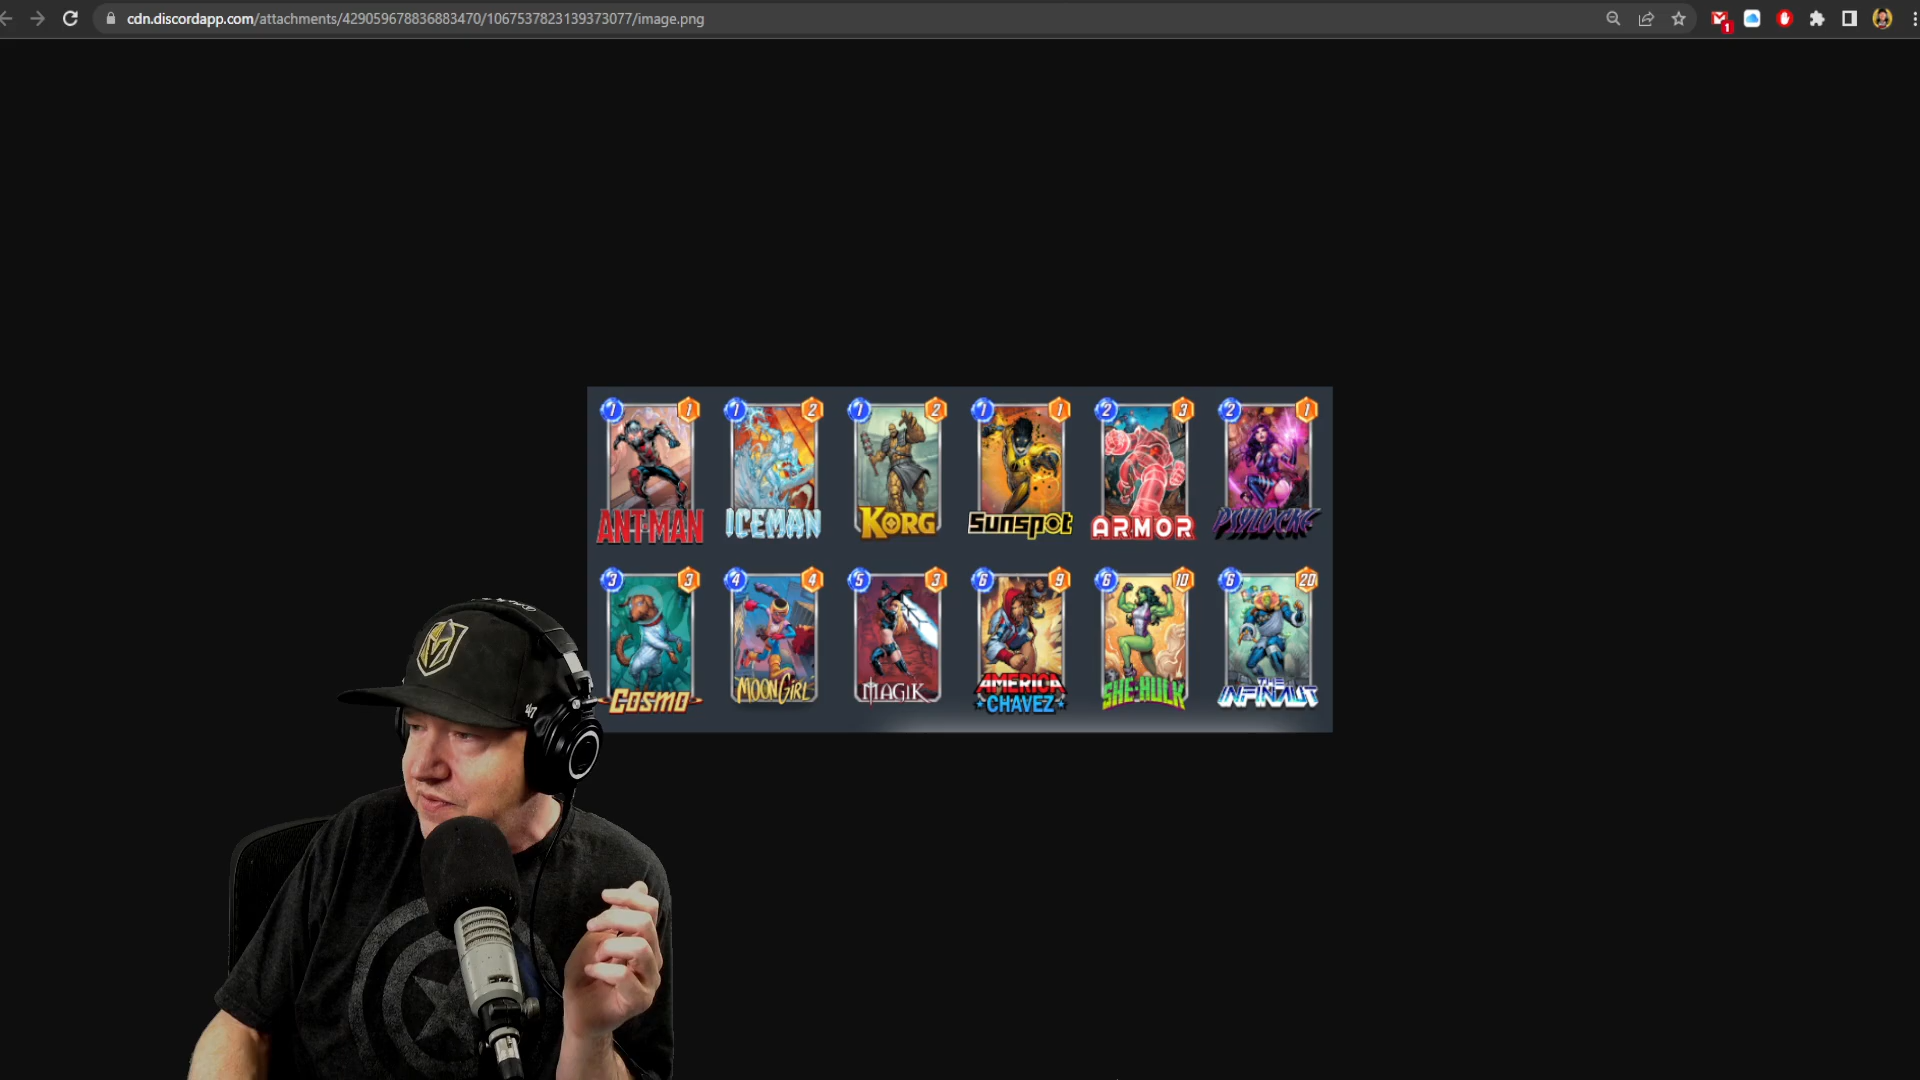 cdn.discordapp.com/attachments/429059678836883470/1067537823139373077/image.png
1
1 1 1 2 1 2 1 1 2 3 2 1
ANT-MAN ICEMAN KORG Sunspot ARMOR PSYLOCKE
3 3 4 4 5 3 6 9 6 10 6 20
COSMO MOON GIRL MAGIK AMERICA CHAVEZ SHE-HULK THE INFINAUT
47